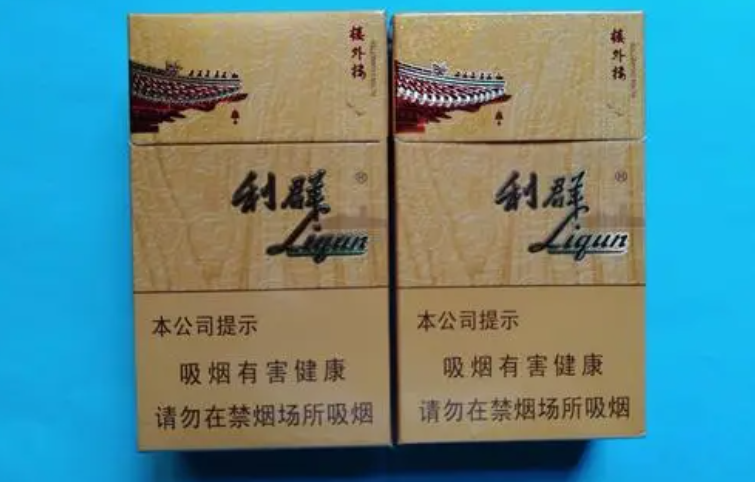 楼外楼
利群®
Liqun
本公司提示
吸烟有害健康
请勿在禁烟场所吸烟
楼外楼
利群®
Liqun
本公司提示
吸烟有害健康
请勿在禁烟场所吸烟